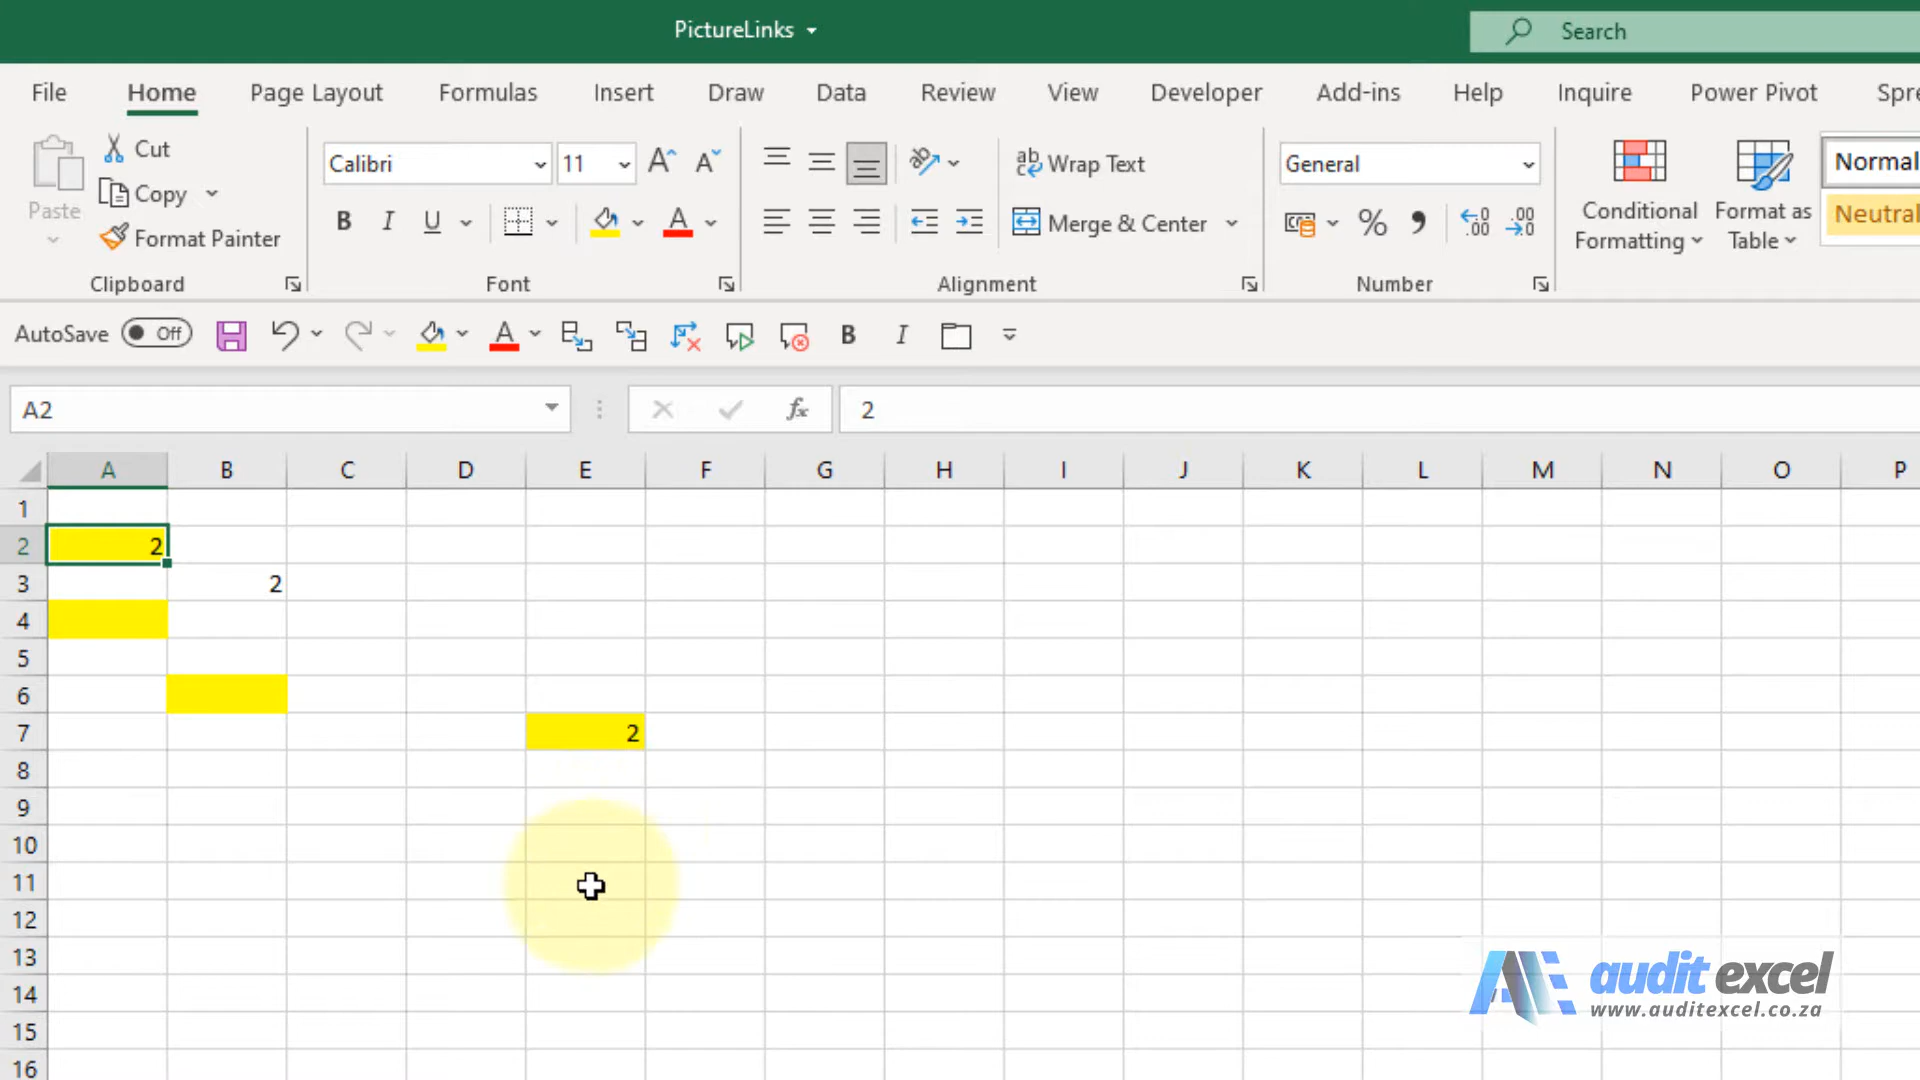 PictureLinks
Search
File Home Page Layout Formulas Insert Draw Data Review View Developer Add-ins Help Inquire Power Pivot Spre
Paste
Cut
Copy
Format Painter
Clipboard
Calibri 11
B I U
Font
Wrap Text
Merge & Center
Alignment
General
Number
Conditional Formatting
Format as Table
Normal
Neutral
AutoSave Off
B I
A2 fx 2
A B C D E F G H I J K L M N O P
1
2 2
3 2
4
5
6
7 2
8
9
10
11
12
13
14
15
16
audit excel
www.auditexcel.co.za